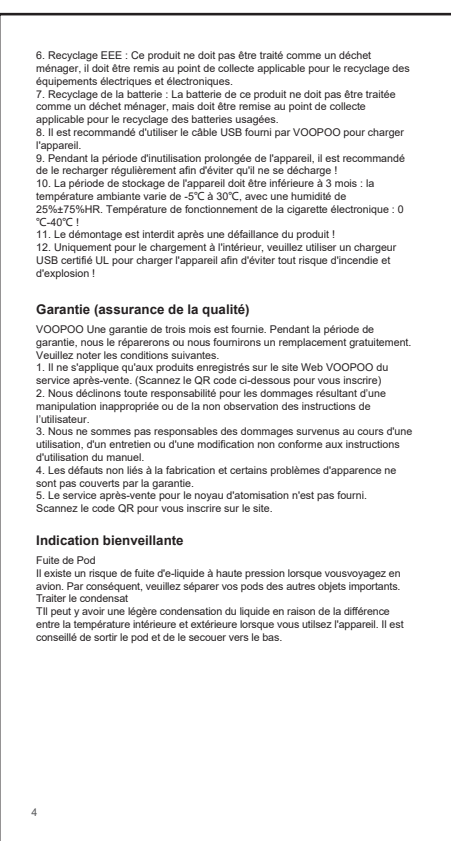 6. Recyclage EEE : Ce produit ne doit pas être traité comme un déchet
ménager, il doit être remis au point de collecte applicable pour le recyclage des
équipements électriques et électroniques.
7. Recyclage de la batterie : La batterie de ce produit ne doit pas être traitée
comme un déchet ménager, mais doit être remise au point de collecte
applicable pour le recyclage des batteries usagées.
8. Il est recommandé d'utiliser le câble USB fourni par VOOPOO pour charger
l'appareil.
9. Pendant la période d'inutilisation prolongée de l'appareil, il est recommandé
de le recharger régulièrement afin d'éviter qu'il ne se décharge !
10. La période de stockage de l'appareil doit être inférieure à 3 mois : la
température ambiante varie de -5℃ à 30℃, avec une humidité de
25%±75%HR. Température de fonctionnement de la cigarette électronique : 0
℃-40℃ !
11. Le démontage est interdit après une défaillance du produit !
12. Uniquement pour le chargement à l'intérieur, veuillez utiliser un chargeur
USB certifié UL pour charger l'appareil afin d'éviter tout risque d'incendie et
d'explosion !
Garantie (assurance de la qualité)
VOOPOO Une garantie de trois mois est fournie. Pendant la période de
garantie, nous le réparerons ou nous fournirons un remplacement gratuitement.
Veuillez noter les conditions suivantes.
1. Il ne s'applique qu'aux produits enregistrés sur le site Web VOOPOO du
service après-vente. (Scannez le QR code ci-dessous pour vous inscrire)
2. Nous déclinons toute responsabilité pour les dommages résultant d'une
manipulation inappropriée ou de la non observation des instructions de
l'utilisateur.
3. Nous ne sommes pas responsables des dommages survenus au cours d'une
utilisation, d'un entretien ou d'une modification non conforme aux instructions
d'utilisation du manuel.
4. Les défauts non liés à la fabrication et certains problèmes d'apparence ne
sont pas couverts par la garantie.
5. Le service après-vente pour le noyau d'atomisation n'est pas fourni.
Scannez le code QR pour vous inscrire sur le site.
Indication bienveillante
Fuite de Pod
Il existe un risque de fuite d'e-liquide à haute pression lorsque vousvoyagez en
avion. Par conséquent, veuillez séparer vos pods des autres objets importants.
Traiter le condensat
TIl peut y avoir une légère condensation du liquide en raison de la différence
entre la température intérieure et extérieure lorsque vous utilsez l'appareil. Il est
conseillé de sortir le pod et de le secouer vers le bas.
4